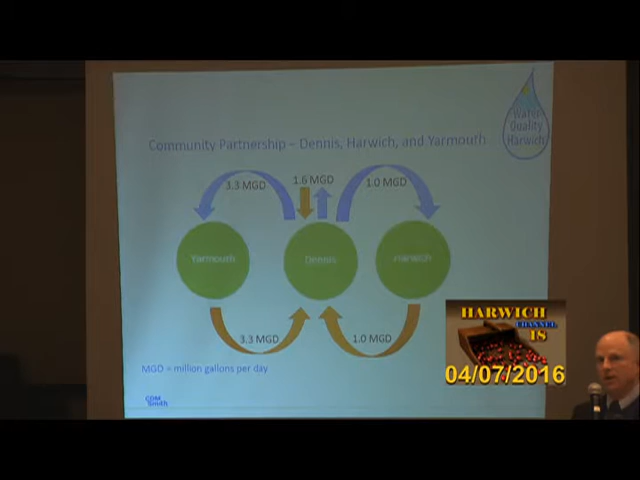 Water
Quality
Harwich
Community Partnership – Dennis, Harwich, and Yarmouth
3.3 MGD
1.6 MGD
1.0 MGD
Yarmouth
Dennis
Harwich
3.3 MGD
1.0 MGD
MGD = million gallons per day
CDM
Smith
HARWICH
CHANNEL
18
04/07/2016